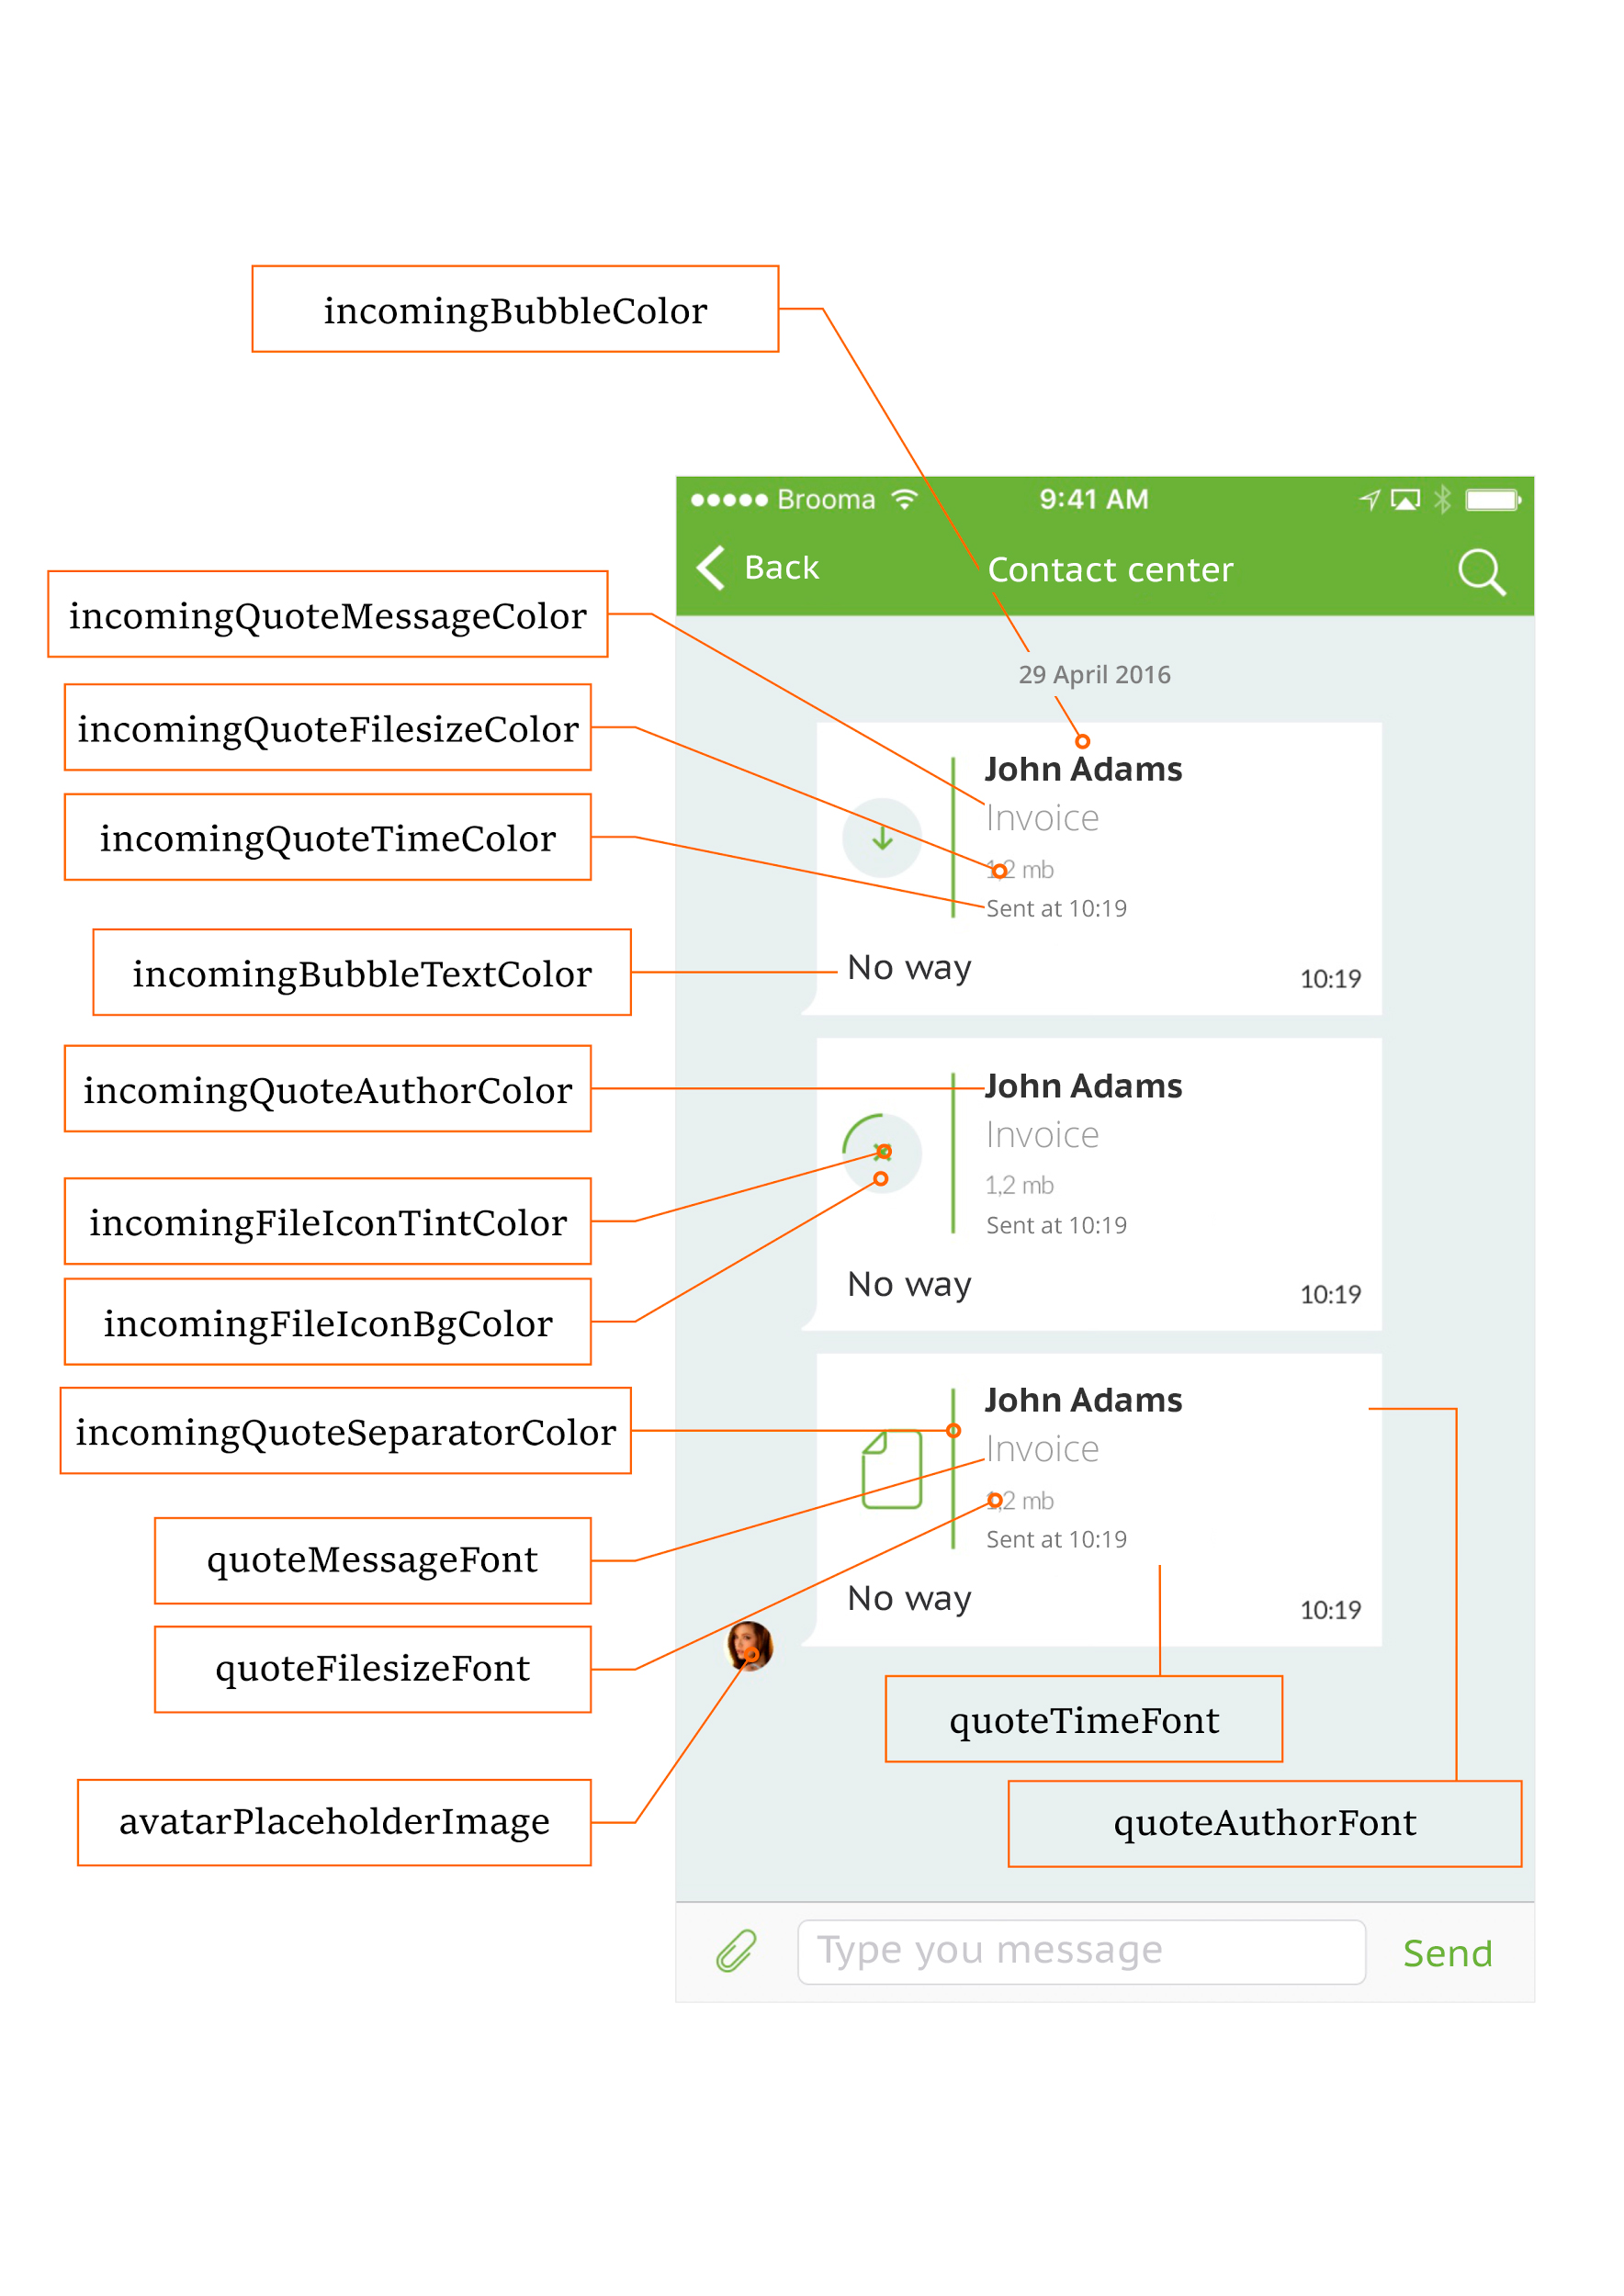 incomingBubbleColor
Brooma 9:41 AM
Back Contact center
incomingQuoteMessageColor
29 April 2016
incomingQuoteFilesizeColor
John Adams
Invoice
incomingQuoteTimeColor
1,2 mb
Sent at 10:19
incomingBubbleTextColor
No way 10:19
incomingQuoteAuthorColor
John Adams
Invoice
1,2 mb
Sent at 10:19
incomingFileIconTintColor
No way 10:19
incomingFileIconBgColor
John Adams
incomingQuoteSeparatorColor
Invoice
1,2 mb
Sent at 10:19
quoteMessageFont
No way 10:19
quoteFilesizeFont
quoteTimeFont
avatarPlaceholderImage
quoteAuthorFont
Type you message Send